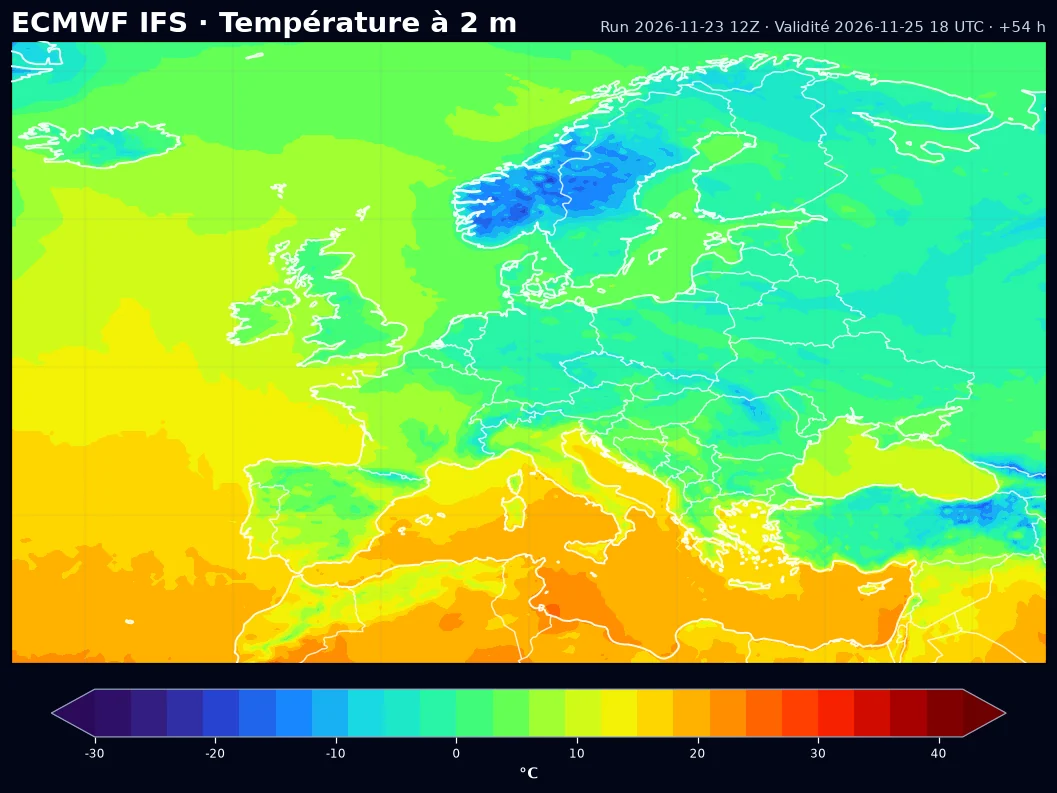 ECMWF IFS · Température à 2 m
Run 2026-11-23 12Z · Validité 2026-11-25 18 UTC · +54 h
-30 -20 -10 0 10 20 30 40
°C